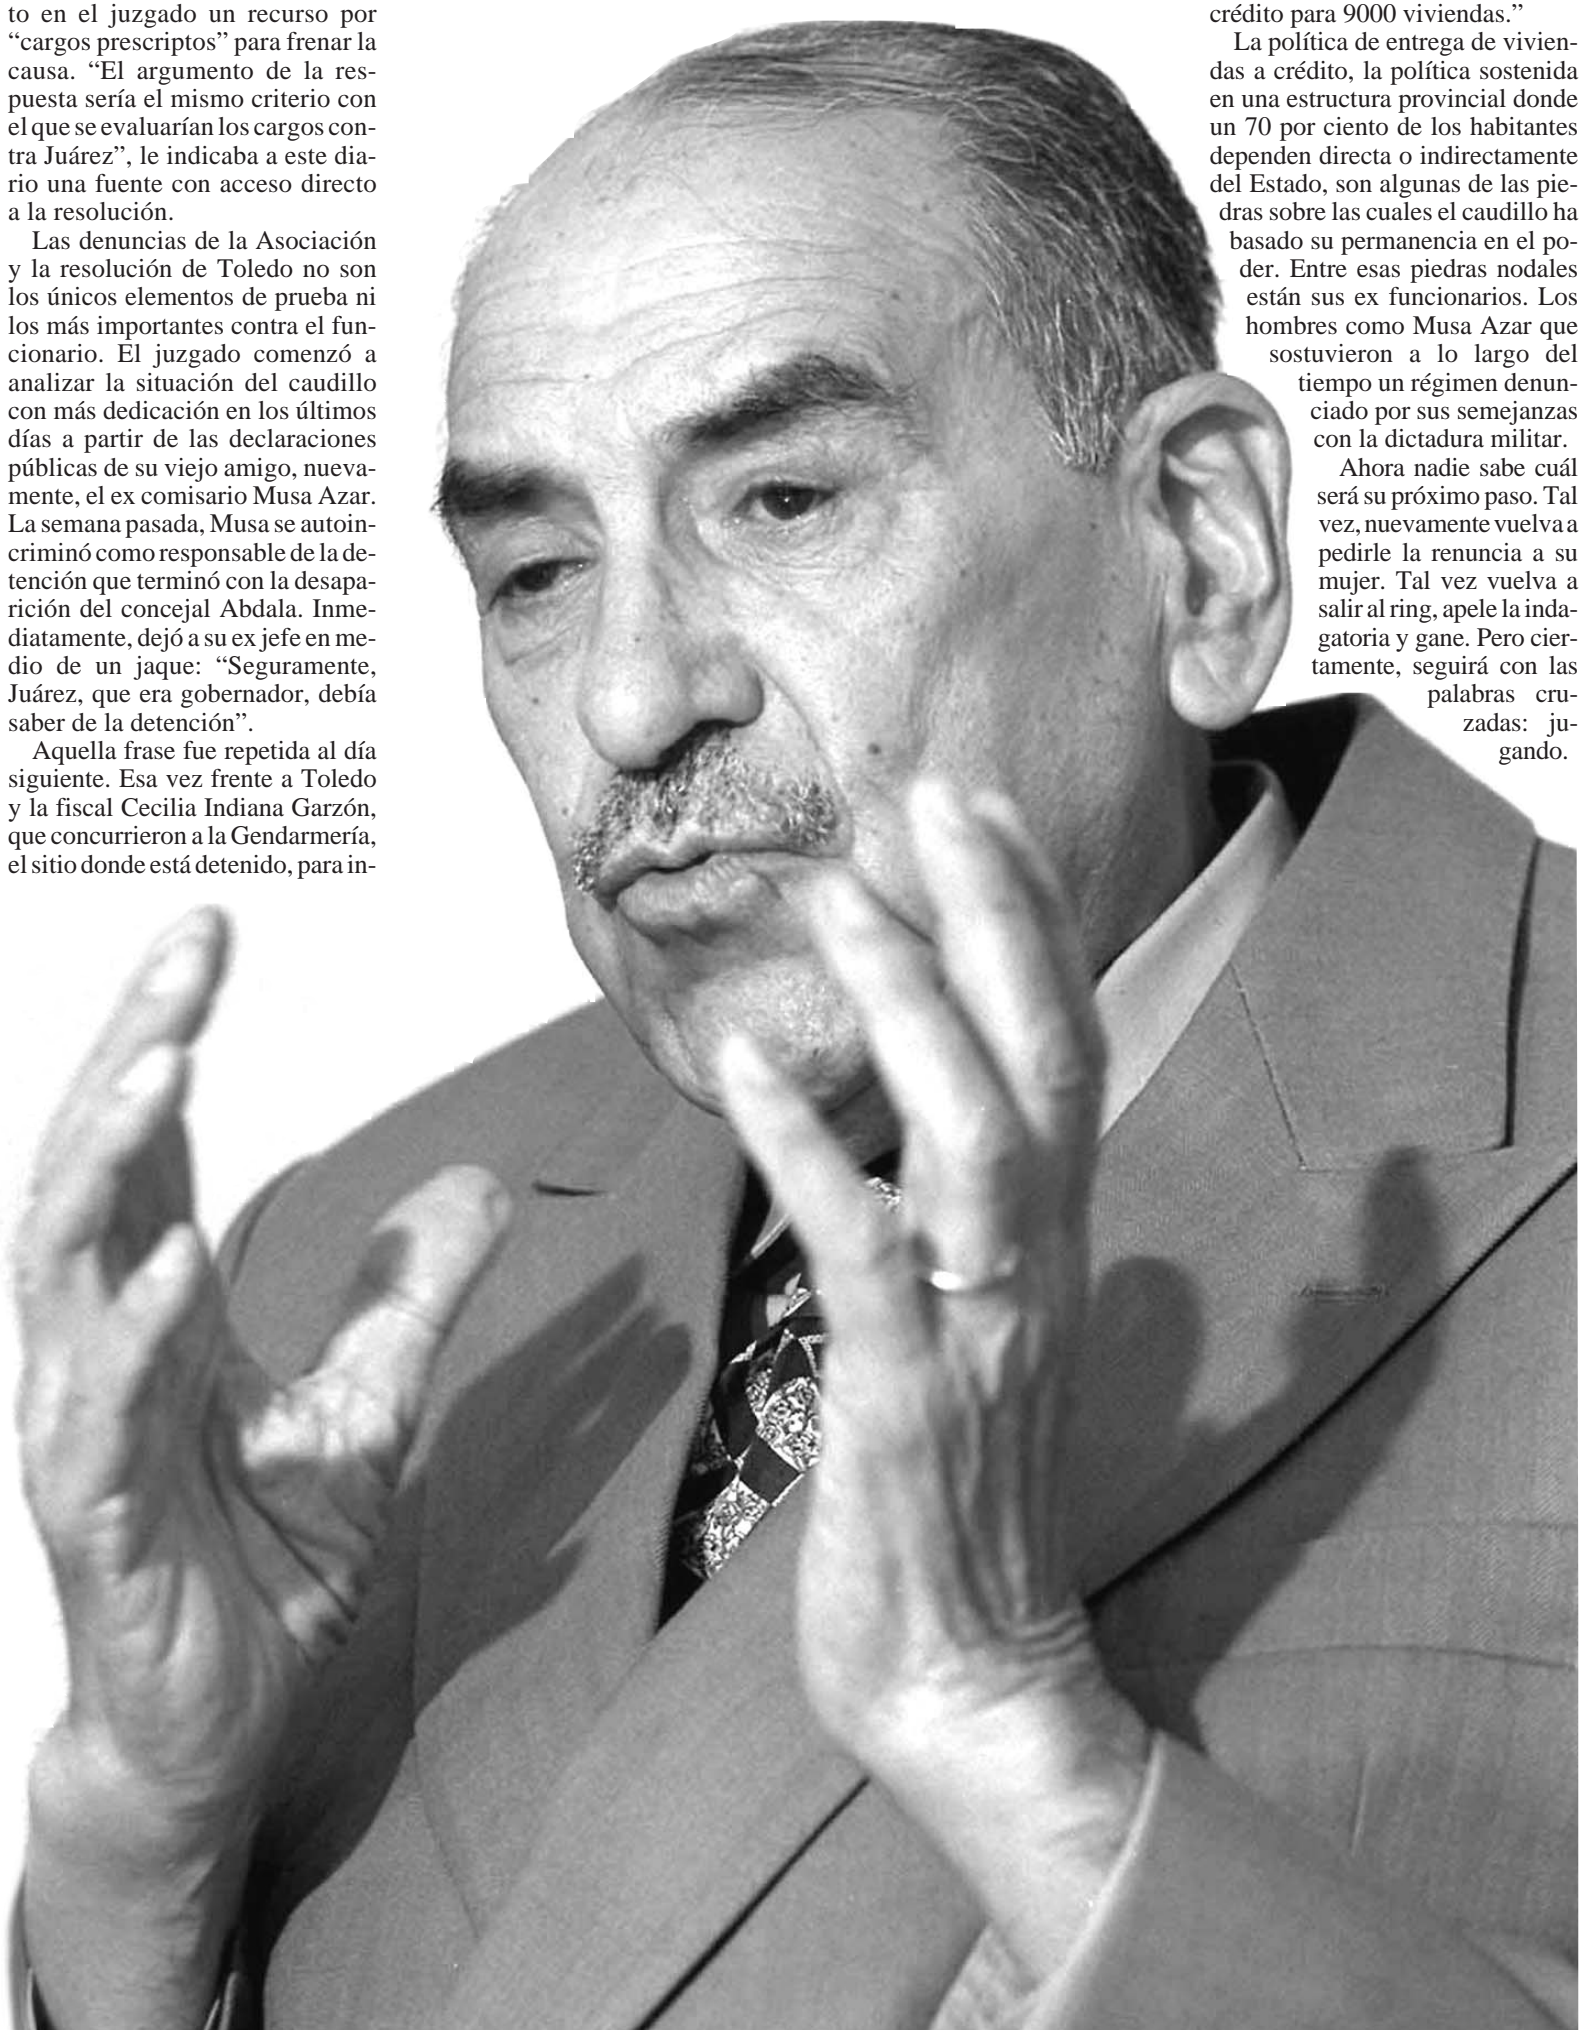 to en el juzgado un recurso por
“cargos prescriptos” para frenar la
causa. “El argumento de la res-
puesta sería el mismo criterio con
el que se evaluarían los cargos con-
tra Juárez”, le indicaba a este dia-
rio una fuente con acceso directo
a la resolución.
Las denuncias de la Asociación
y la resolución de Toledo no son
los únicos elementos de prueba ni
los más importantes contra el fun-
cionario. El juzgado comenzó a
analizar la situación del caudillo
con más dedicación en los últimos
días a partir de las declaraciones
públicas de su viejo amigo, nueva-
mente, el ex comisario Musa Azar.
La semana pasada, Musa se autoin-
criminó como responsable de la de-
tención que terminó con la desapa-
rición del concejal Abdala. Inme-
diatamente, dejó a su ex jefe en me-
dio de un jaque: “Seguramente,
Juárez, que era gobernador, debía
saber de la detención”.
Aquella frase fue repetida al día
siguiente. Esa vez frente a Toledo
y la fiscal Cecilia Indiana Garzón,
que concurrieron a la Gendarmería,
el sitio donde está detenido, para in-
crédito para 9000 viviendas.”
La política de entrega de vivien-
das a crédito, la política sostenida
en una estructura provincial donde
un 70 por ciento de los habitantes
dependen directa o indirectamente
del Estado, son algunas de las pie-
dras sobre las cuales el caudillo ha
basado su permanencia en el po-
der. Entre esas piedras nodales
están sus ex funcionarios. Los
hombres como Musa Azar que
sostuvieron a lo largo del
tiempo un régimen denun-
ciado por sus semejanzas
con la dictadura militar.
Ahora nadie sabe cuál
será su próximo paso. Tal
vez, nuevamente vuelva a
pedirle la renuncia a su
mujer. Tal vez vuelva a
salir al ring, apele la inda-
gatoria y gane. Pero cier-
tamente, seguirá con las
palabras cru-
zadas: ju-
gando.